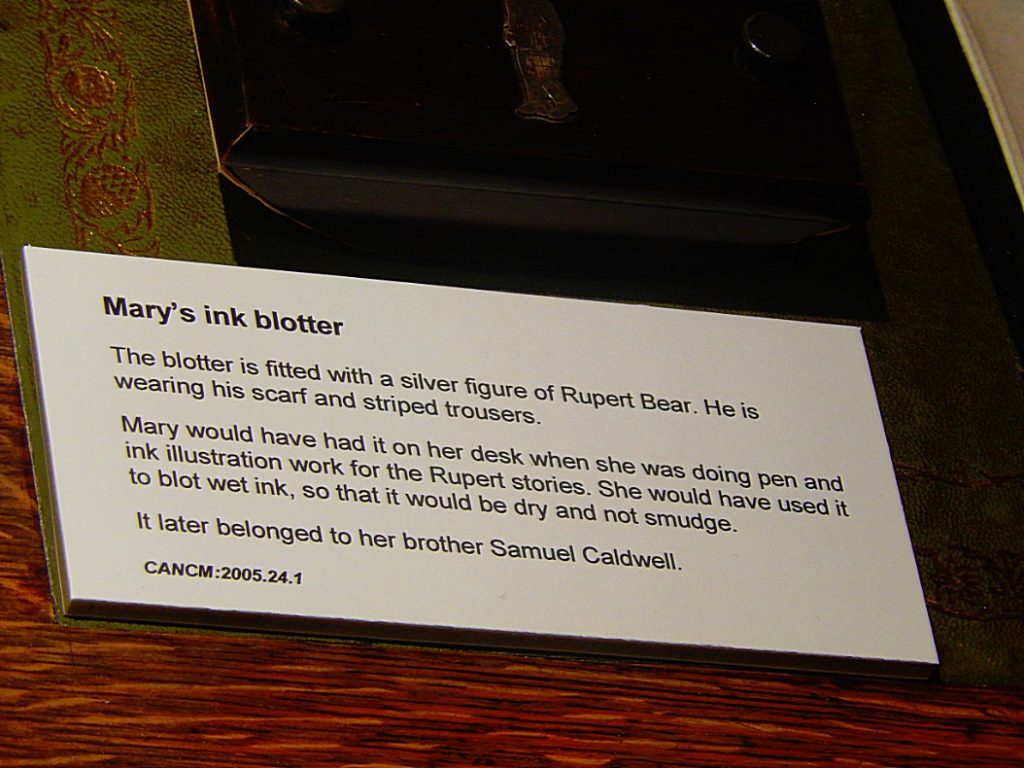 Mary's ink blotter
The blotter is fitted with a silver figure of Rupert Bear. He is
wearing his scarf and striped trousers.
Mary would have had it on her desk when she was doing pen and
ink illustration work for the Rupert stories. She would have used it
to blot wet ink, so that it would be dry and not smudge.
It later belonged to her brother Samuel Caldwell.
CANCM:2005.24.1